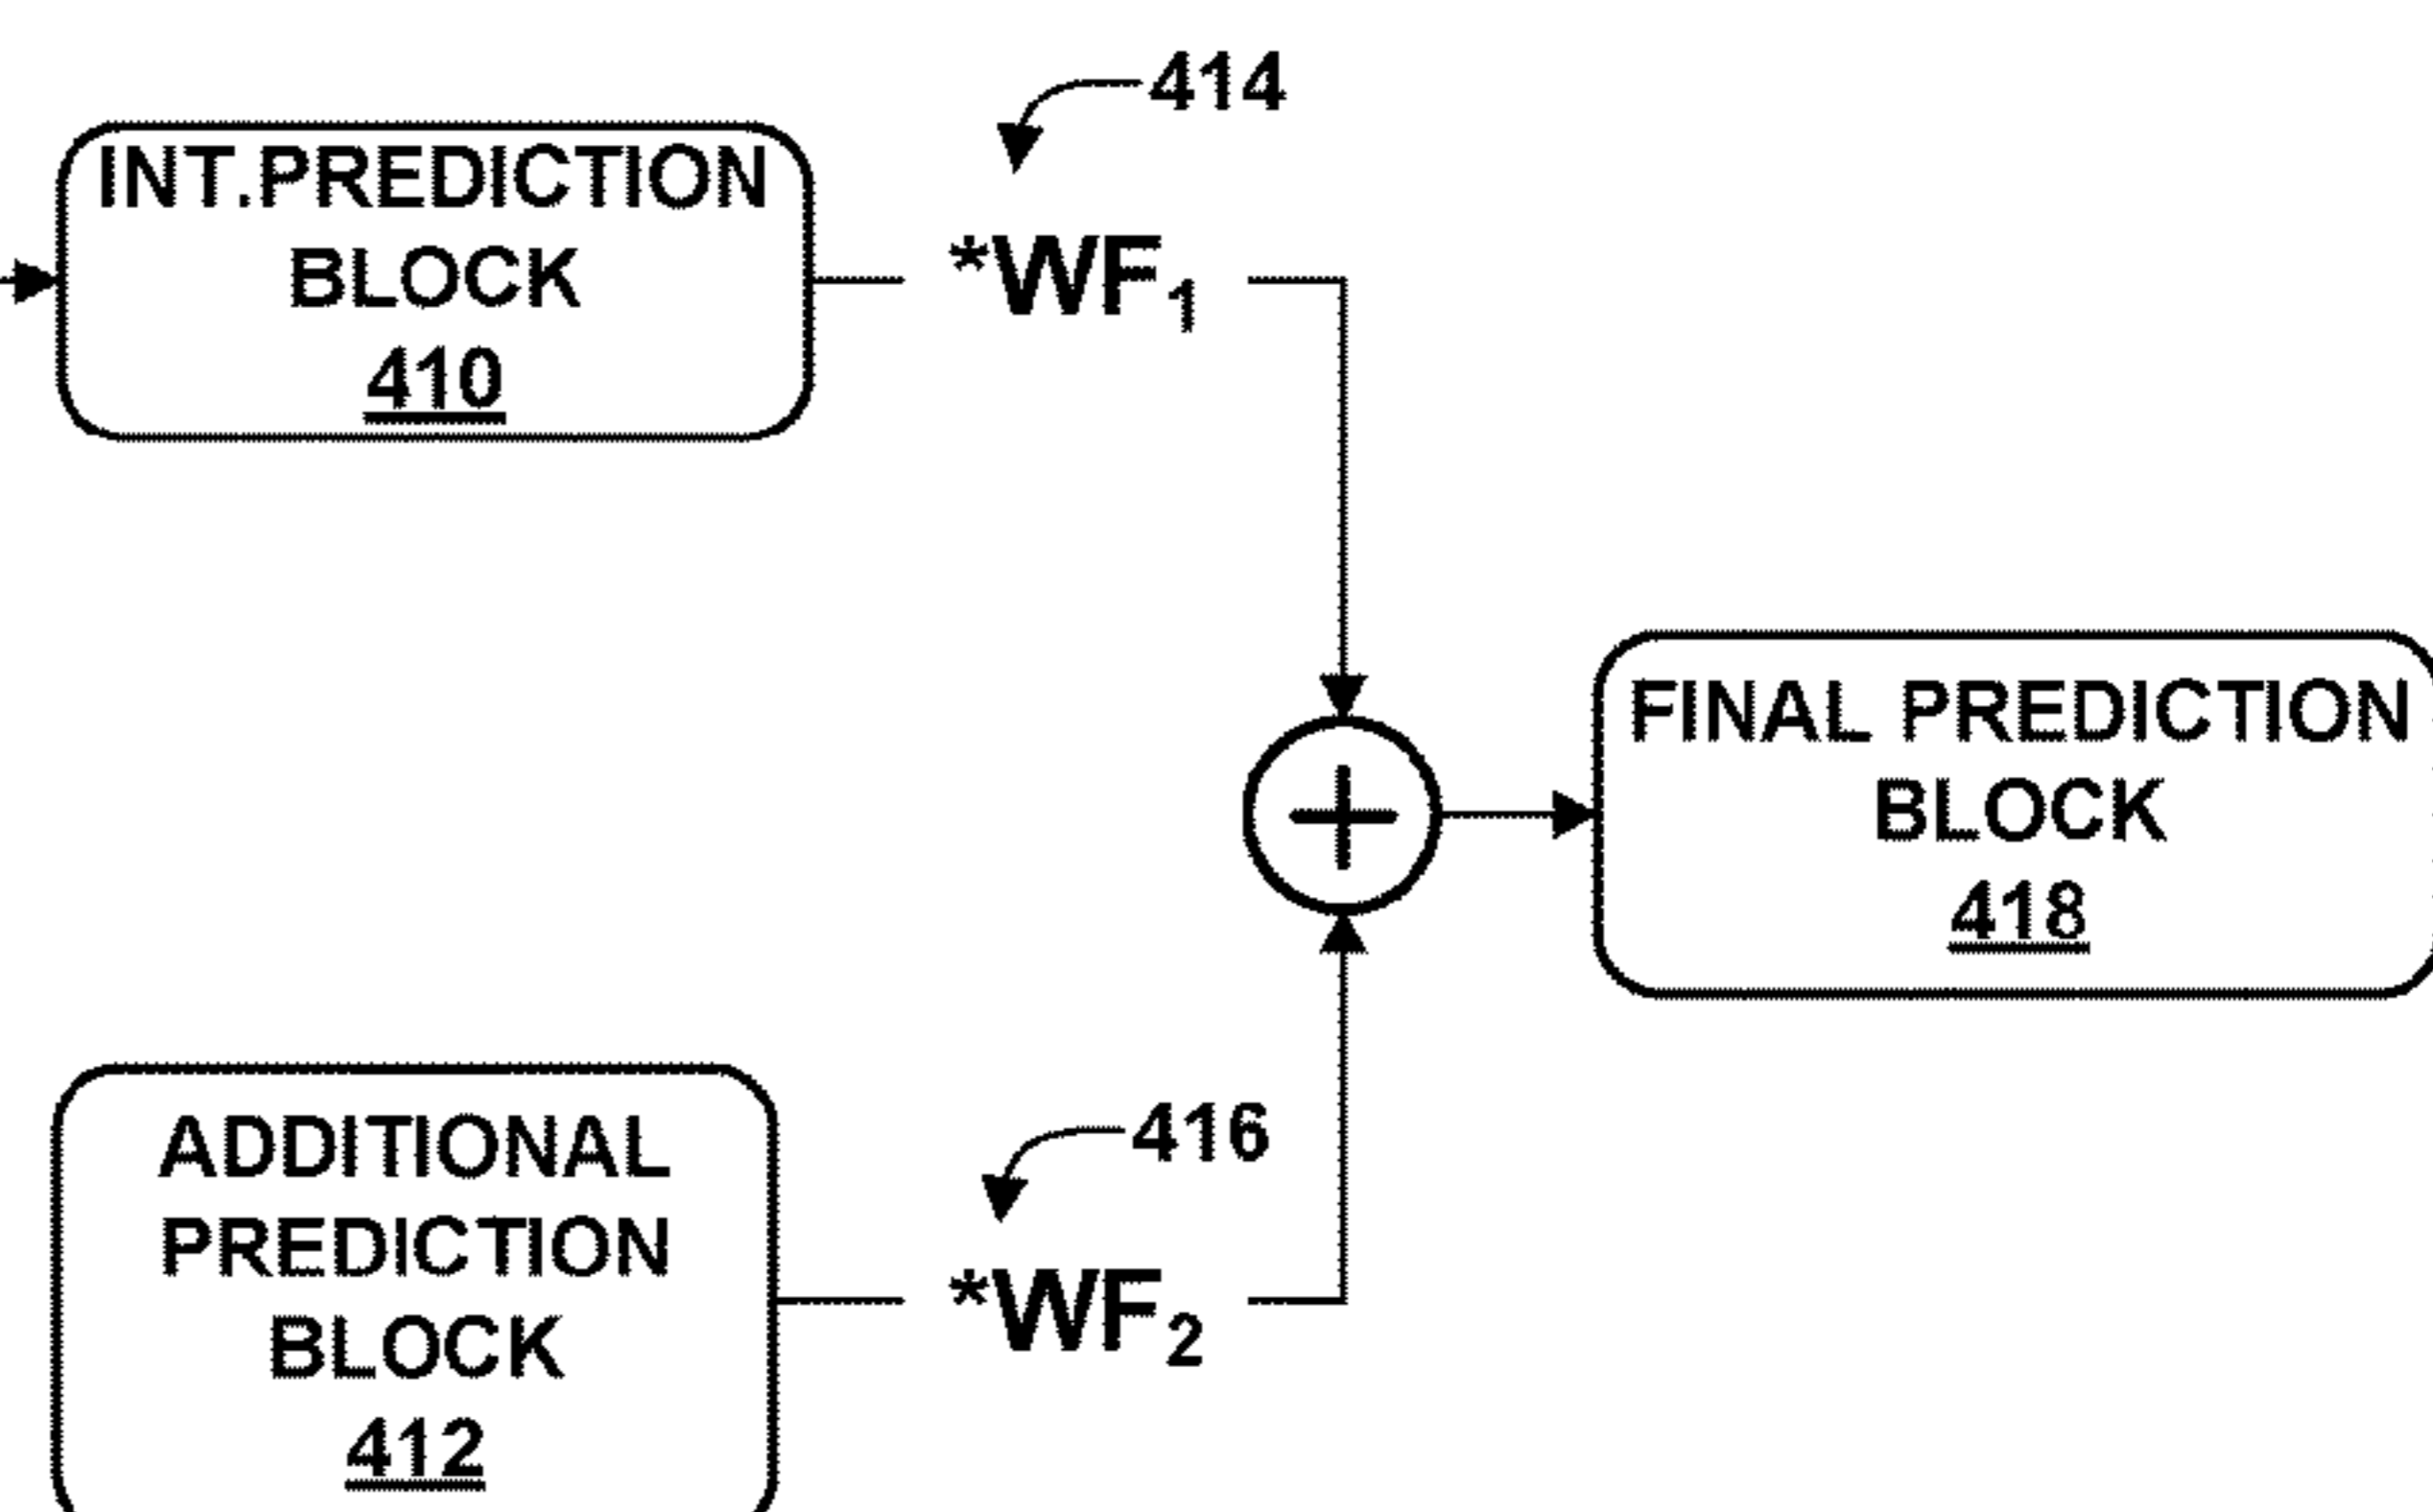 414
INT.PREDICTION
BLOCK
410
*WF₁
FINAL PREDICTION
BLOCK
418
ADDITIONAL
PREDICTION
BLOCK
412
416
*WF₂